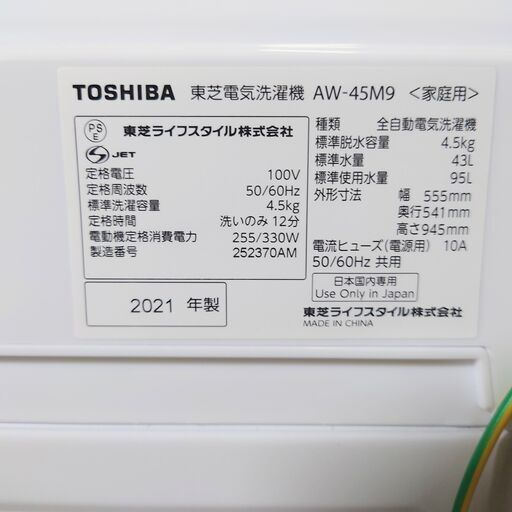 TOSHIBA 東芝電気洗濯機 AW-45M9 <家庭用>
PS
E
東芝ライフスタイル株式会社
S JET
定格電圧 100V
定格周波数 50/60Hz
標準洗濯容量 4.5kg
定格時間 洗いのみ 12分
電動機定格消費電力 255/330W
製造番号 252370AM
2021 年製
種類 全自動電気洗濯機
標準脱水容量 4.5kg
標準水量 43L
標準使用水量 95L
外形寸法 幅 555mm
奥行541mm
高さ945mm
電流ヒューズ(電源用) 10A
50/60Hz 共用
日本国内専用
Use Only in Japan
東芝ライフスタイル株式会社
MADE IN CHINA